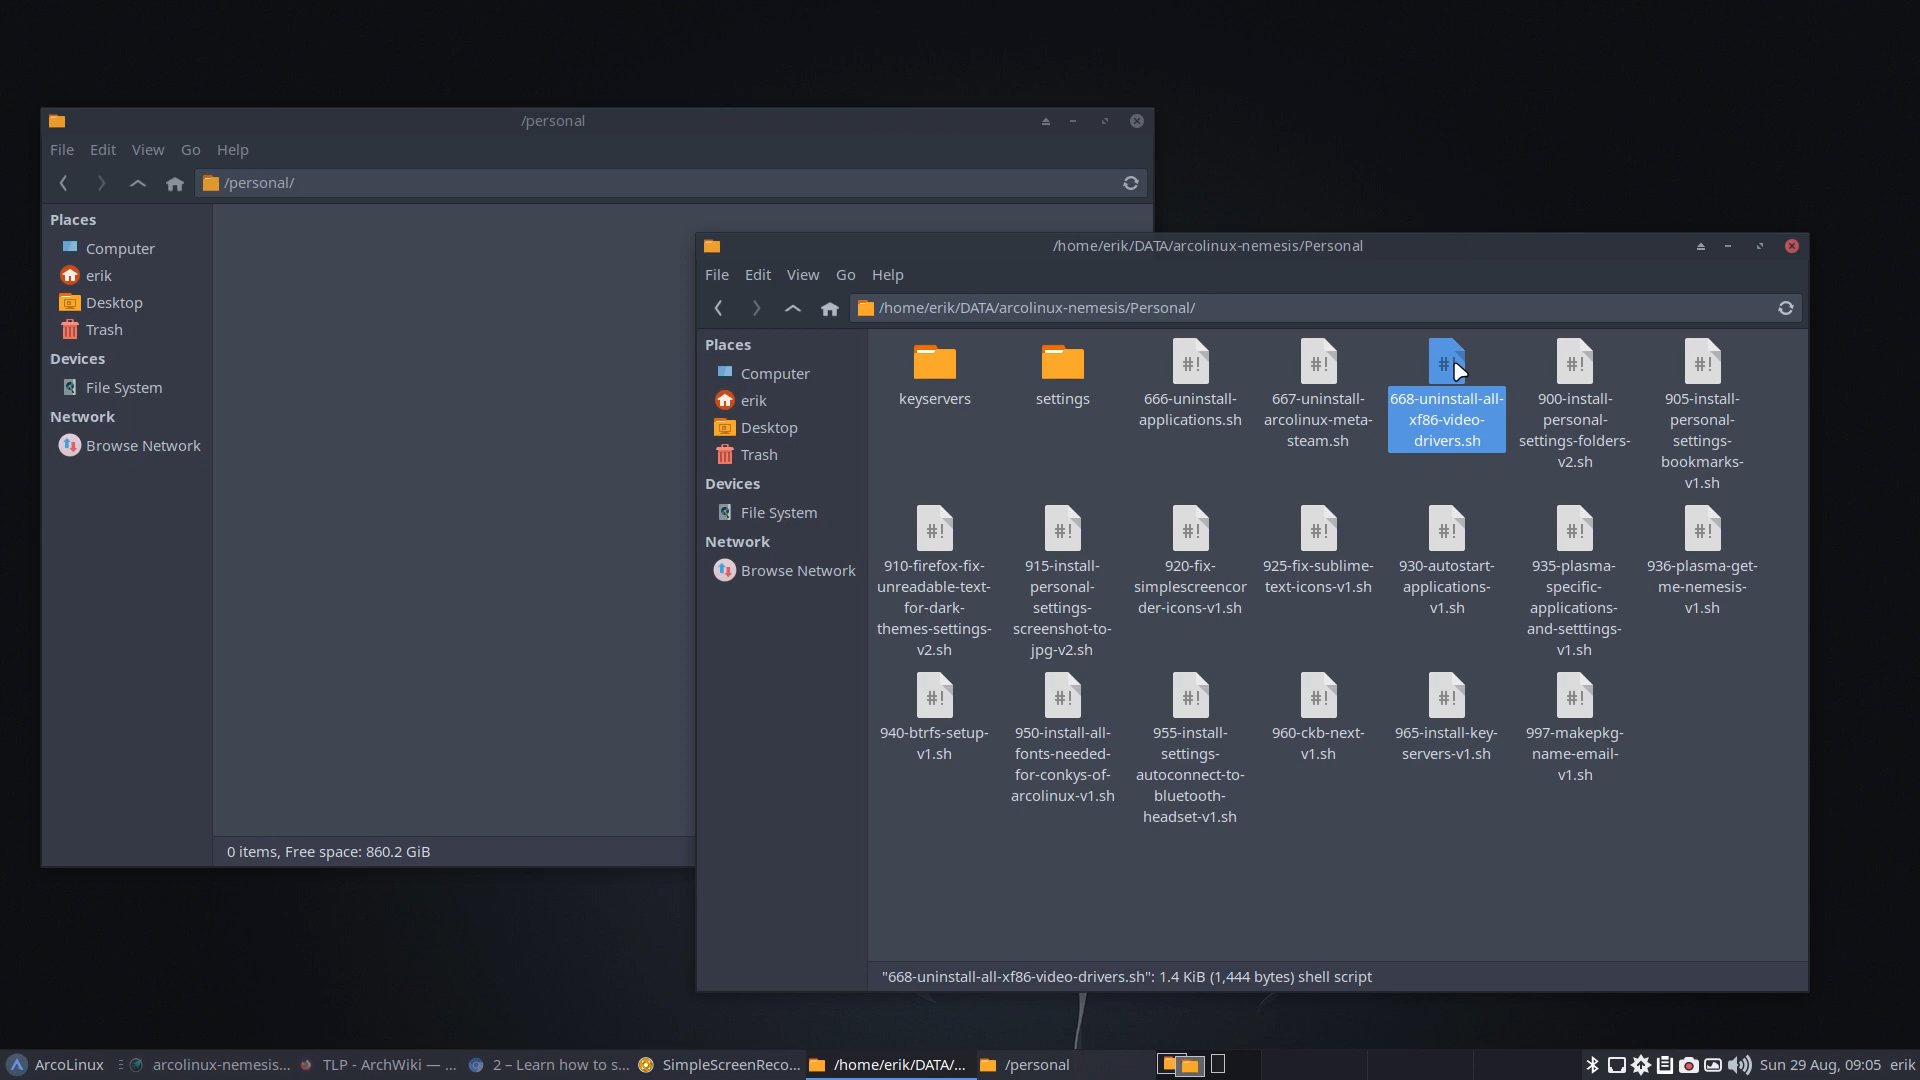 /personal
File Edit View Go Help
/personal/
Places
Computer
erik
Desktop
Trash
Devices
File System
Network
Browse Network
0 items, Free space: 860.2 GiB
/home/erik/DATA/arcolinux-nemesis/Personal
File Edit View Go Help
/home/erik/DATA/arcolinux-nemesis/Personal/
Places
Computer
erik
Desktop
Trash
Devices
File System
Network
Browse Network
keyservers
settings
666-uninstall-
applications.sh
667-uninstall-
arcolinux-meta-
steam.sh
668-uninstall-all-
xf86-video-
drivers.sh
900-install-
personal-
settings-folders-
v2.sh
905-install-
personal-
settings-
bookmarks-
v1.sh
910-firefox-fix-
unreadable-text-
for-dark-
themes-settings-
v2.sh
915-install-
personal-
settings-
screenshot-to-
jpg-v2.sh
920-fix-
simplescreencor
der-icons-v1.sh
925-fix-sublime-
text-icons-v1.sh
930-autostart-
applications-
v1.sh
935-plasma-
specific-
applications-
and-setttings-
v1.sh
936-plasma-get-
me-nemesis-
v1.sh
940-btrfs-setup-
v1.sh
950-install-all-
fonts-needed-
for-conkys-of-
arcolinux-v1.sh
955-install-
settings-
autoconnect-to-
bluetooth-
headset-v1.sh
960-ckb-next-
v1.sh
965-install-key-
servers-v1.sh
997-makepkg-
name-email-
v1.sh
"668-uninstall-all-xf86-video-drivers.sh": 1.4 KiB (1,444 bytes) shell script
ArcoLinux arcolinux-nemesis... TLP - ArchWiki — ... 2 – Learn how to s... SimpleScreenReco... /home/erik/DATA/... /personal Sun 29 Aug, 09:05 erik